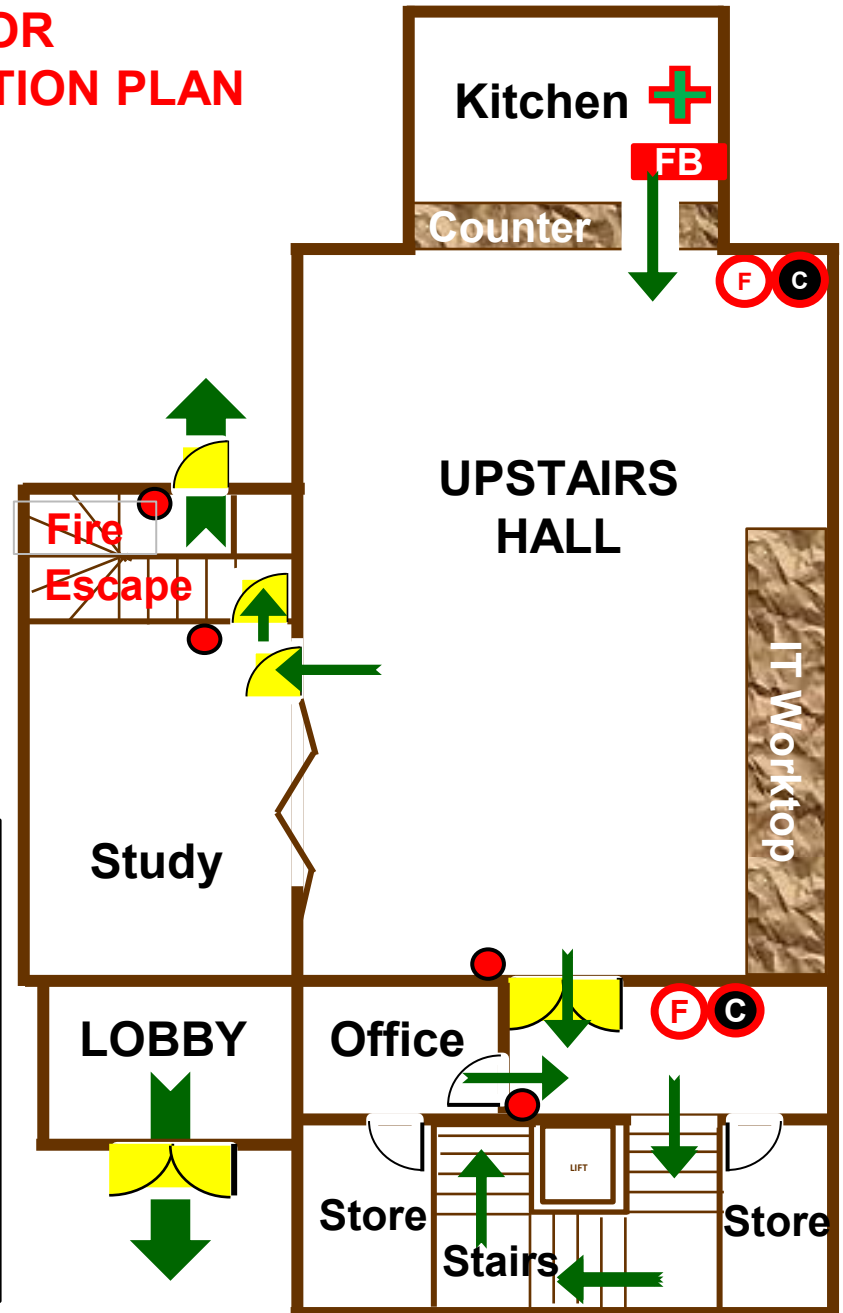 OR
TION PLAN
Kitchen
FB
Counter
F C
UPSTAIRS
HALL
Fire
Escape
IT Worktop
Study
LOBBY
Office
F C
LIFT
Store
Stairs
Store